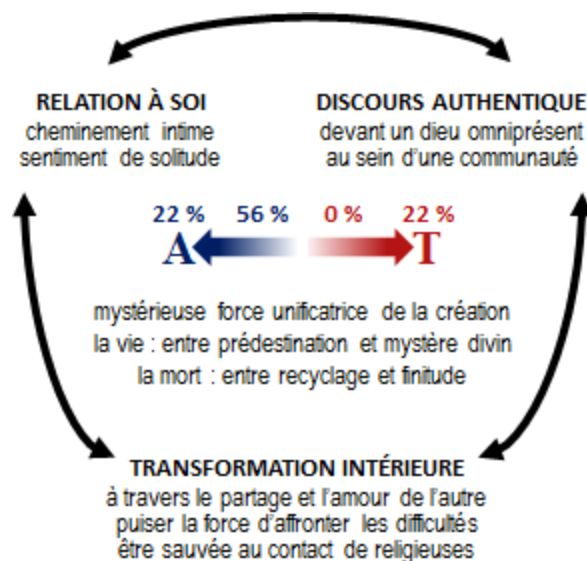 RELATION À SOI
cheminement intime
sentiment de solitude
DISCOURS AUTHENTIQUE
devant un dieu omniprésent
au sein d'une communauté
22 % 56 % 0 % 22 %
A T
mystérieuse force unificatrice de la création
la vie : entre prédestination et mystère divin
la mort : entre recyclage et finitude
TRANSFORMATION INTÉRIEURE
à travers le partage et l'amour de l'autre
puiser la force d'affronter les difficultés
être sauvée au contact de religieuses